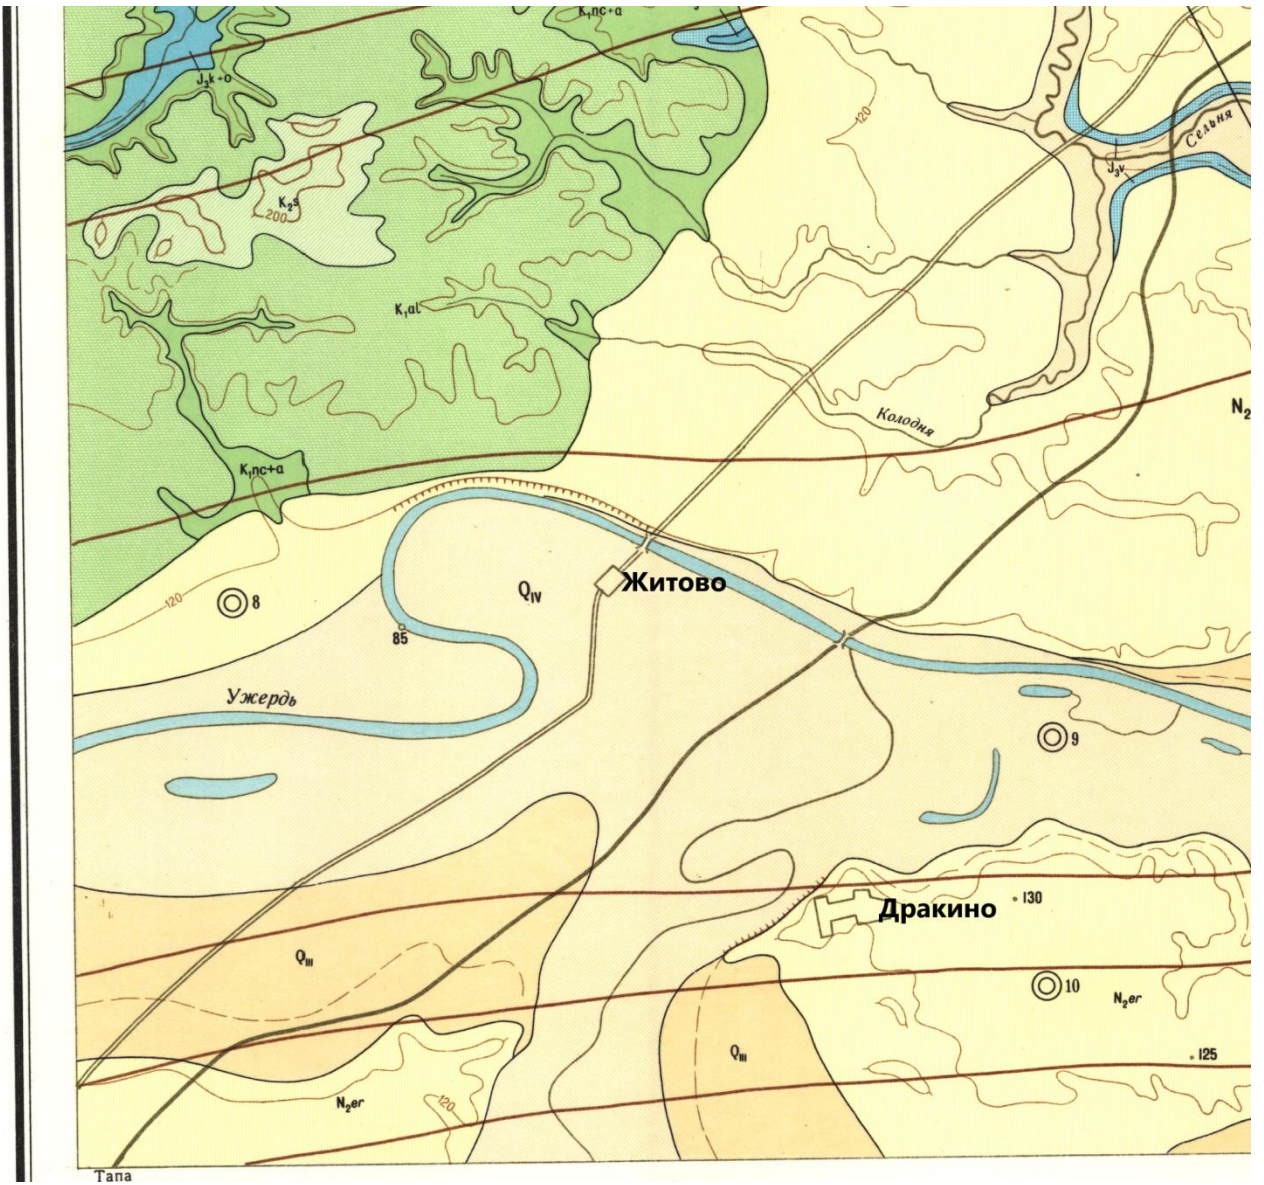 K₁nc+a
J₃k+o
120
Сельня
J₃v
K₂s
200
K₁al
N₂
Колодня
K₁nc+a
Житово
Q_IV
120
8
85
Ужердь
9
Дракино
130
Q_III
10
N₂er
Q_III
125
N₂er
120
Тапа